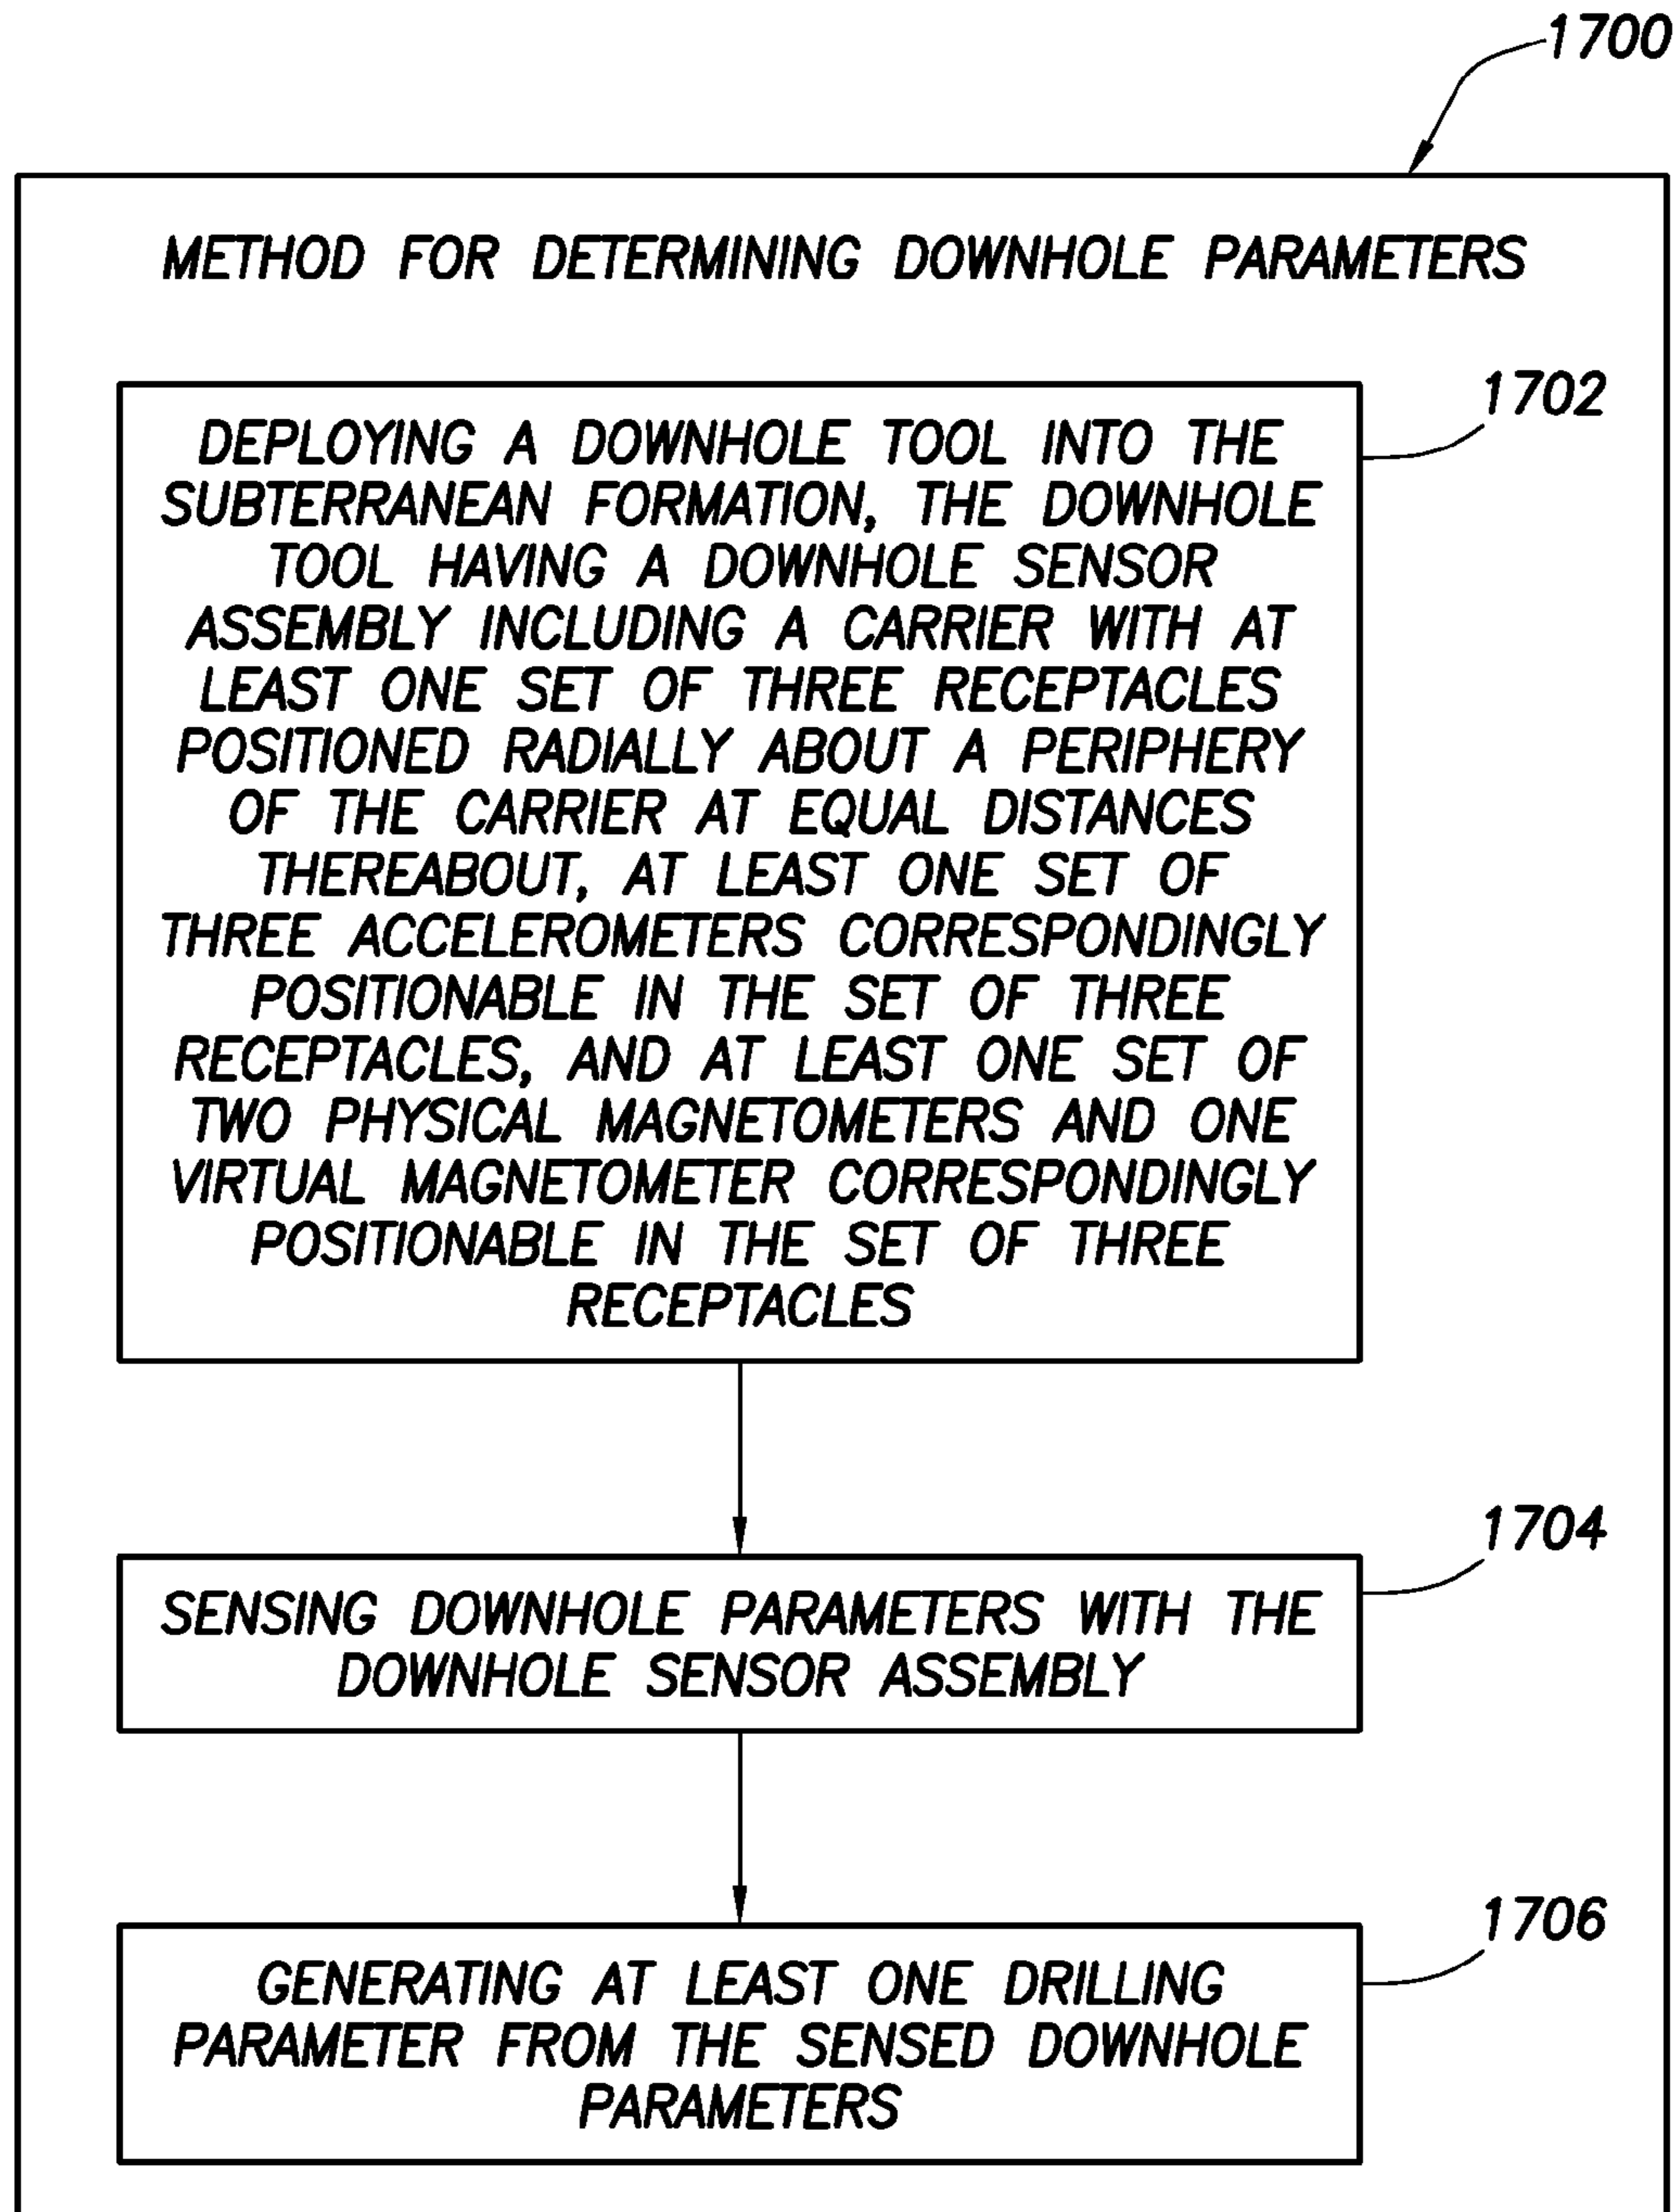 1700
METHOD FOR DETERMINING DOWNHOLE PARAMETERS
1702
DEPLOYING A DOWNHOLE TOOL INTO THE
SUBTERRANEAN FORMATION, THE DOWNHOLE
TOOL HAVING A DOWNHOLE SENSOR
ASSEMBLY INCLUDING A CARRIER WITH AT
LEAST ONE SET OF THREE RECEPTACLES
POSITIONED RADIALLY ABOUT A PERIPHERY
OF THE CARRIER AT EQUAL DISTANCES
THEREABOUT, AT LEAST ONE SET OF
THREE ACCELEROMETERS CORRESPONDINGLY
POSITIONABLE IN THE SET OF THREE
RECEPTACLES, AND AT LEAST ONE SET OF
TWO PHYSICAL MAGNETOMETERS AND ONE
VIRTUAL MAGNETOMETER CORRESPONDINGLY
POSITIONABLE IN THE SET OF THREE
RECEPTACLES
1704
SENSING DOWNHOLE PARAMETERS WITH THE
DOWNHOLE SENSOR ASSEMBLY
1706
GENERATING AT LEAST ONE DRILLING
PARAMETER FROM THE SENSED DOWNHOLE
PARAMETERS